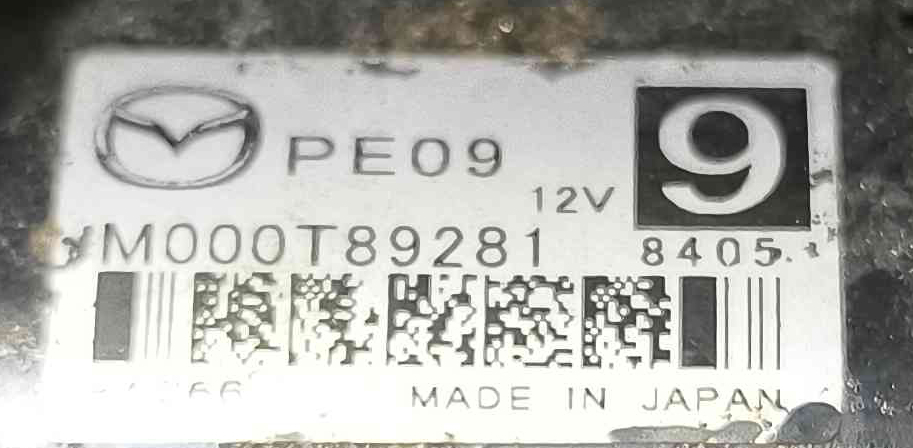 PE09
9
12V
M000T89281
8405
MADE IN JAPAN